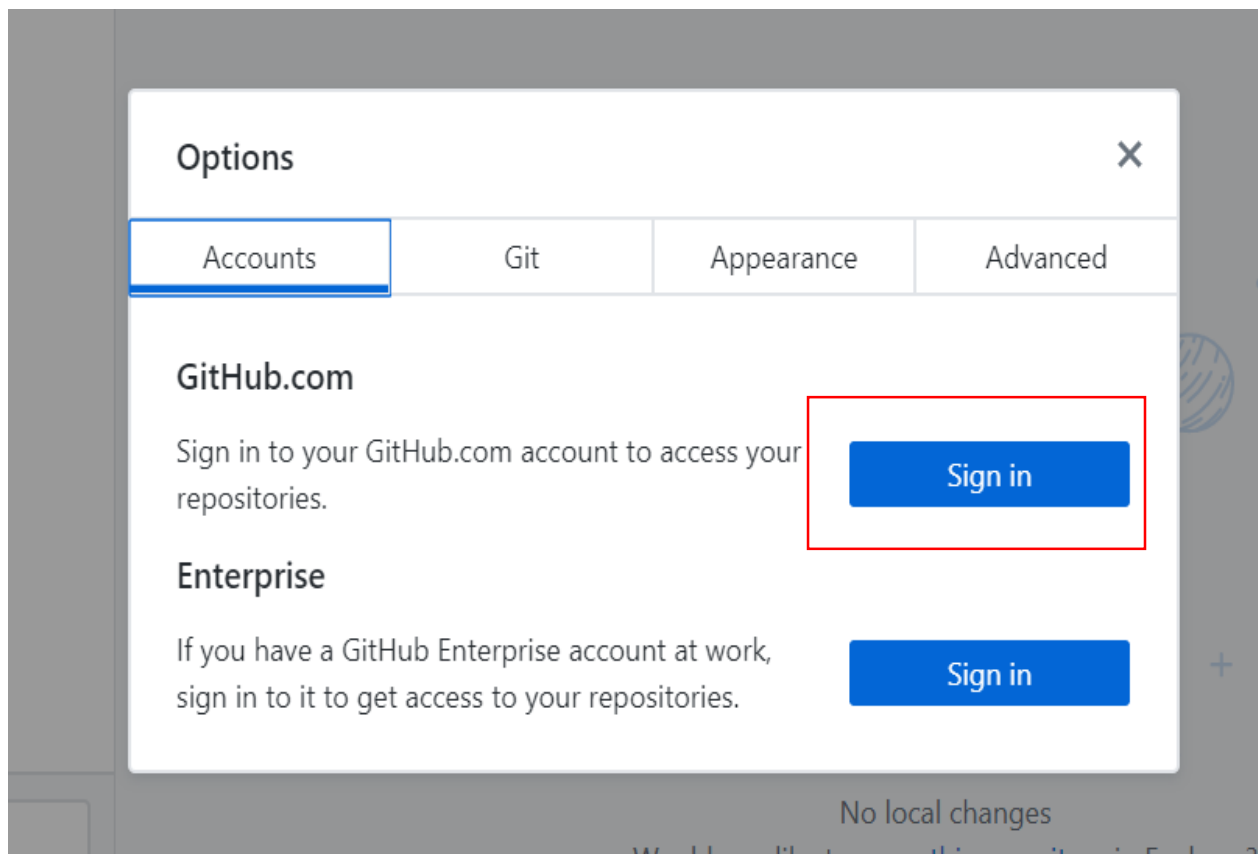 Options
Accounts Git Appearance Advanced
GitHub.com
Sign in to your GitHub.com account to access your
repositories.
Sign in
Enterprise
If you have a GitHub Enterprise account at work,
sign in to it to get access to your repositories.
Sign in
No local changes